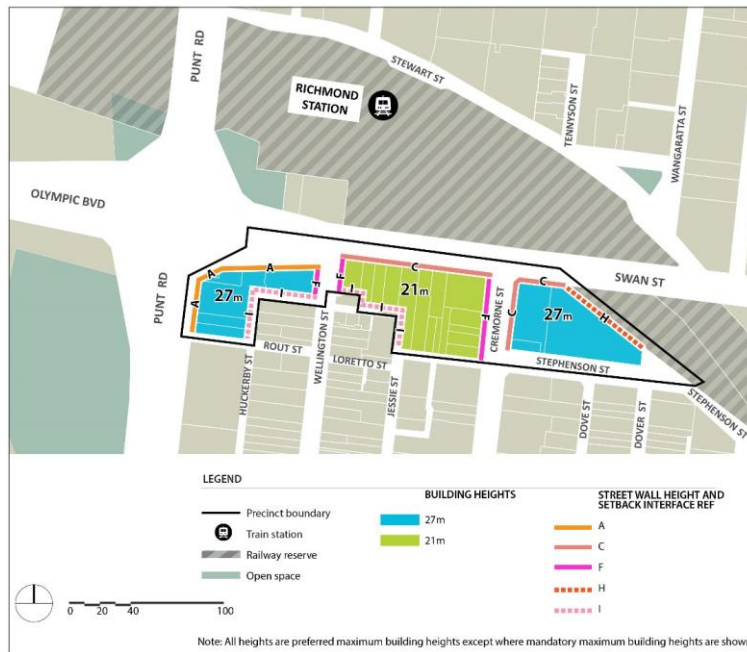 PUNT RD
STEWART ST
RICHMOND
STATION
TENNYSON ST
WANGARATTA ST
OLYMPIC BVD
SWAN ST
PUNT RD
A
A
A
27m
I
I
F
F
C
21m
I
I
I
F
CREMORNE ST
C
C
27m
H
STEPHENSON ST
STEPHENSON ST
ROUT ST
HUCKERBY ST
WELLINGTON ST
LORETTO ST
JESSIE ST
DOVE ST
DOVER ST
LEGEND
Precinct boundary
Train station
Railway reserve
Open space
BUILDING HEIGHTS
27m
21m
STREET WALL HEIGHT AND
SETBACK INTERFACE REF
A
C
F
H
I
0 20 40 100
Note: All heights are preferred maximum building heights except where mandatory maximum building heights are shown